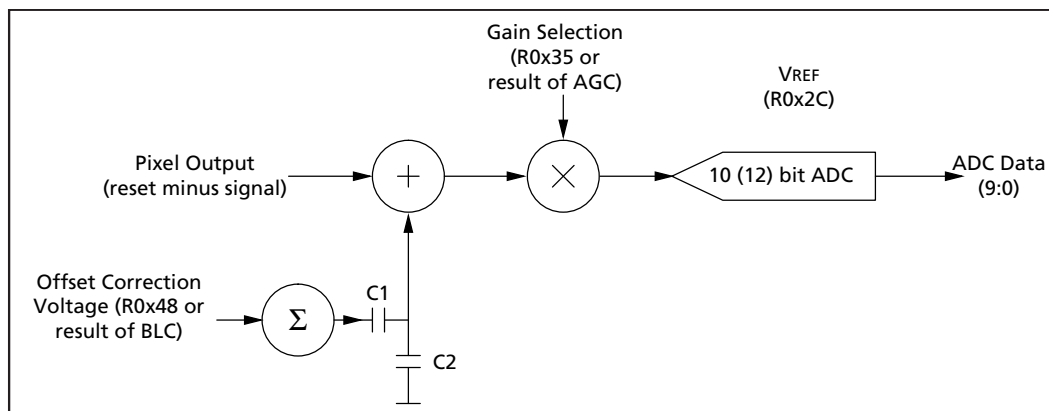 Gain Selection
(R0x35 or
result of AGC)
VREF
(R0x2C)
Pixel Output
(reset minus signal)
+
×
10 (12) bit ADC
ADC Data
(9:0)
Offset Correction
Voltage (R0x48 or
result of BLC)
Σ
C1
C2